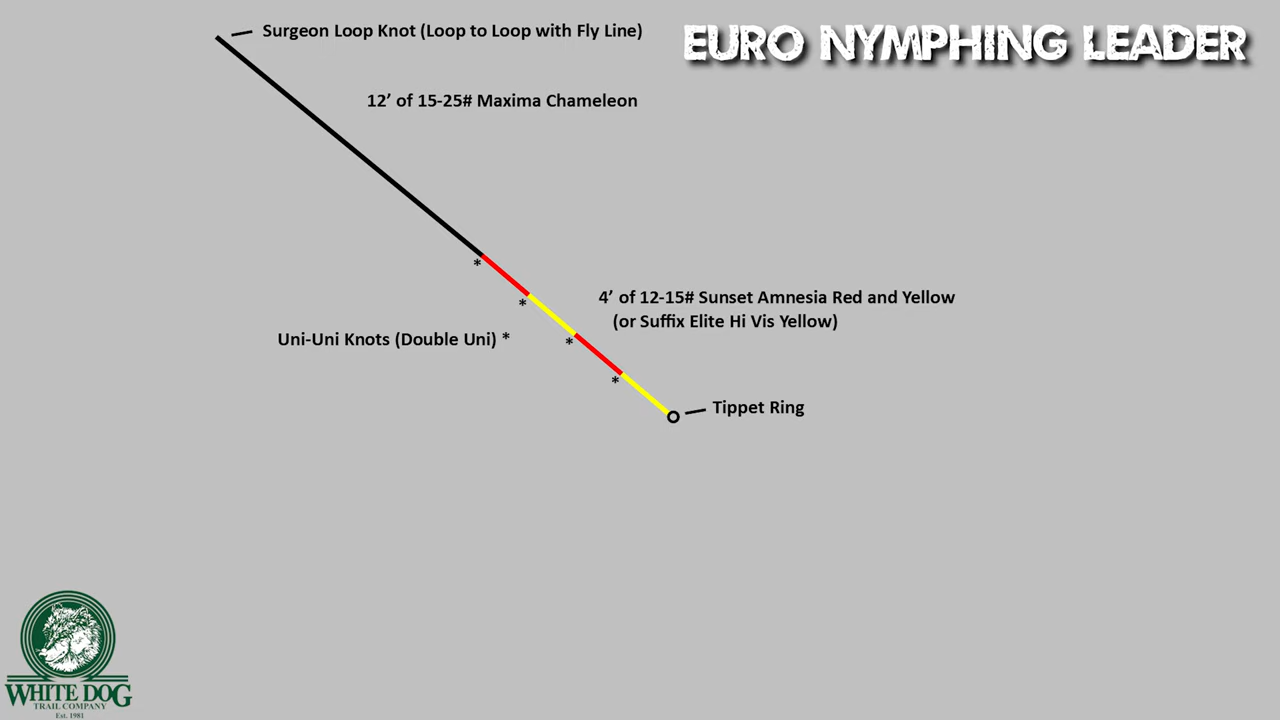 Surgeon Loop Knot (Loop to Loop with Fly Line)
EURO NYMPHING LEADER
12’ of 15-25# Maxima Chameleon
*
*
4’ of 12-15# Sunset Amnesia Red and Yellow
(or Suffix Elite Hi Vis Yellow)
Uni-Uni Knots (Double Uni) *
*
*
Tippet Ring
WHITE DOG
TRAIL COMPANY
Est. 1981